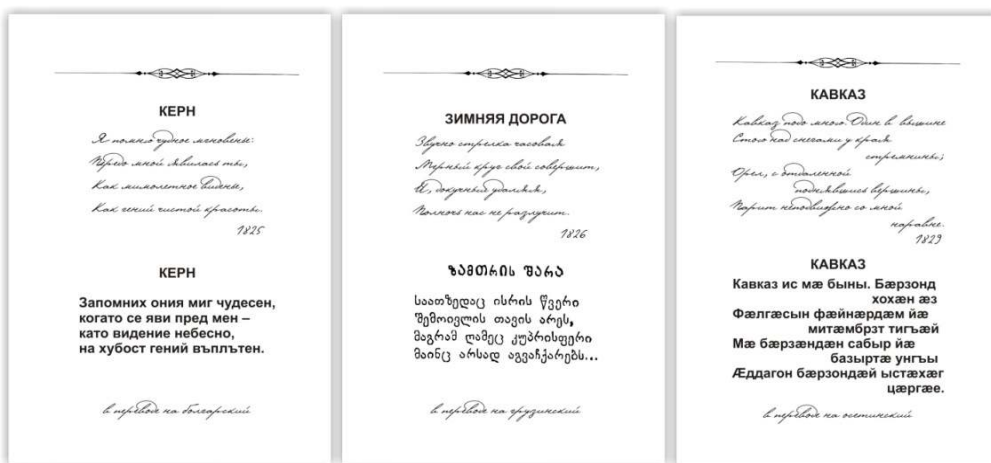 КЕРН
Я помню чудное мгновенье:
Передо мной явилась ты,
Как мимолетное виденье,
Как гений чистой красоты.
1825
КЕРН
Запомних ония миг чудесен,
когато се яви пред мен –
като видение небесно,
на хубост гений въплътен.
в переводе на болгарский
ЗИМНЯЯ ДОРОГА
Звучно стрелка часовая
Мерный круг свой совершит,
И, докучных удаляя,
Полночь нас не разлучит.
1826
ზამთრის შარა
საათზედაც ისრის წვერი
შემოივლის თავის არეს,
მაგრამ ღამეც კუპრისფერი
მაინც არსად აგვაჩქარებს...
в переводе на грузинский
КАВКАЗ
Кавказ подо мною. Один в вышине
Стою над снегами у края
стремнины;
Орел, с отдаленной
поднявшись вершины,
Парит неподвижно со мной
наравне.
1829
КАВКАЗ
Кавказ ис мæ быны. Бæрзонд
хохæн æз
Фæлгæсын фæйнæрдæм йæ
митæмбрзт тигъæй
Мæ бæрзæндæн сабыр йæ
базыртæ унгъы
Æддагон бæрзондæй ыстæхæг
цæргæе.
в переводе на осетинский